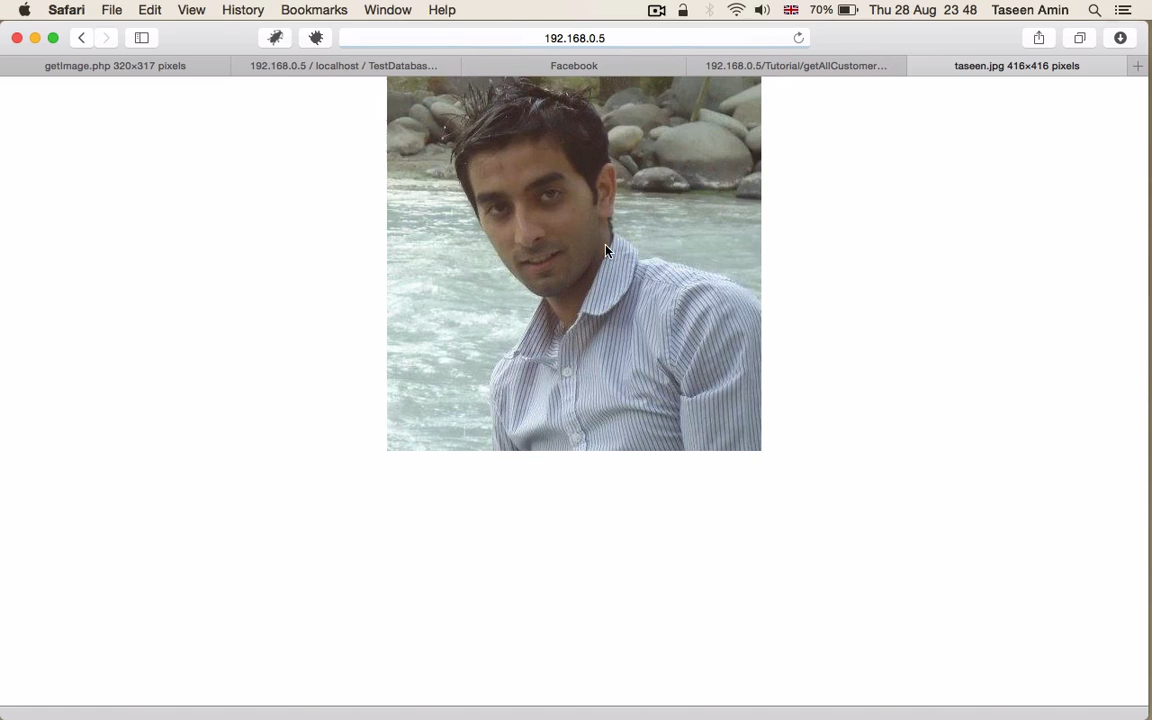 Safari File Edit View History Bookmarks Window Help 70% Thu 28 Aug 23 48 Taseen Amin
192.168.0.5
getImage.php 320×317 pixels 192.168.0.5 / localhost / TestDatabas... Facebook 192.168.0.5/Tutorial/getAllCustomer... taseen.jpg 416×416 pixels